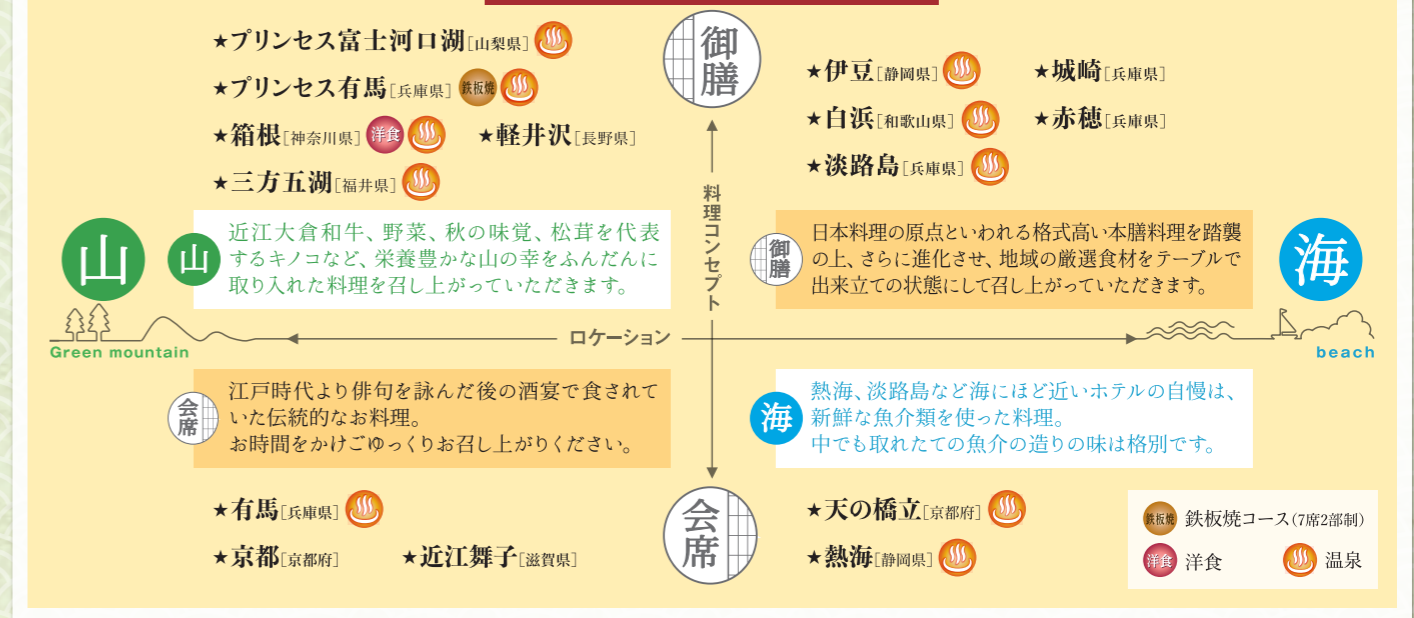 ★プリンセス富士河口湖[山梨県]
★プリンセス有馬[兵庫県] 鉄板焼
★箱根[神奈川県] 洋食 ★軽井沢[長野県]
★三方五湖[福井県]
御膳
★伊豆[静岡県] ★城崎[兵庫県]
★白浜[和歌山県] ★赤穂[兵庫県]
★淡路島[兵庫県]
料理コンセプト
山
山
近江大倉和牛、野菜、秋の味覚、松茸を代表
するキノコなど、栄養豊かな山の幸をふんだんに
取り入れた料理を召し上がっていただきます。
御膳
日本料理の原点といわれる格式高い本膳料理を踏襲
の上、さらに進化させ、地域の厳選食材をテーブルで
出来立ての状態にして召し上がっていただきます。
海
Green mountain
ロケーション
beach
会席
江戸時代より俳句を詠んだ後の酒宴で食されて
いた伝統的なお料理。
お時間をかけごゆっくりお召し上がりください。
海
熱海、淡路島など海にほど近いホテルの自慢は、
新鮮な魚介類を使った料理。
中でも取れたての魚介の造りの味は格別です。
★有馬[兵庫県]
★京都[京都府] ★近江舞子[滋賀県]
会席
★天の橋立[京都府]
★熱海[静岡県]
鉄板焼 鉄板焼コース(7席2部制)
洋食 洋食 温泉